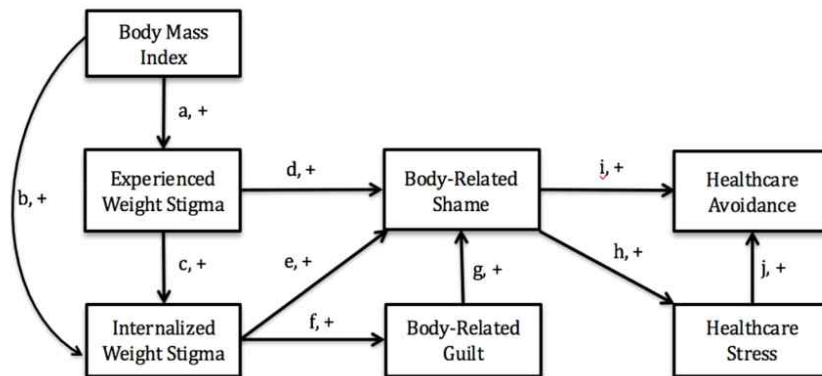 Body Mass
Index
a, +
b, +
Experienced
Weight Stigma
d, +
Body-Related
Shame
i, +
Healthcare
Avoidance
c, +
e, +
g, +
h, +
j, +
Internalized
Weight Stigma
f, +
Body-Related
Guilt
Healthcare
Stress